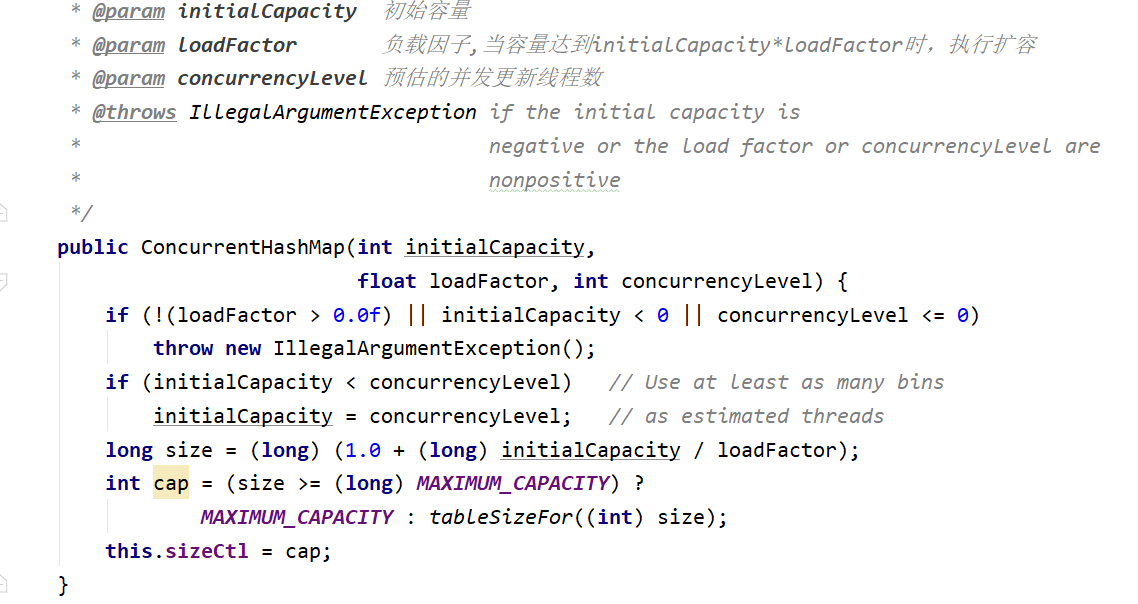 * @param initialCapacity 初始容量
* @param loadFactor 负载因子,当容量达到initialCapacity*loadFactor时，执行扩容
* @param concurrencyLevel 预估的并发更新线程数
* @throws IllegalArgumentException if the initial capacity is
* negative or the load factor or concurrencyLevel are
* nonpositive
*/
public ConcurrentHashMap(int initialCapacity,
float loadFactor, int concurrencyLevel) {
if (!(loadFactor > 0.0f) || initialCapacity < 0 || concurrencyLevel <= 0)
throw new IllegalArgumentException();
if (initialCapacity < concurrencyLevel) // Use at least as many bins
initialCapacity = concurrencyLevel; // as estimated threads
long size = (long) (1.0 + (long) initialCapacity / loadFactor);
int cap = (size >= (long) MAXIMUM_CAPACITY) ?
MAXIMUM_CAPACITY : tableSizeFor((int) size);
this.sizeCtl = cap;
}